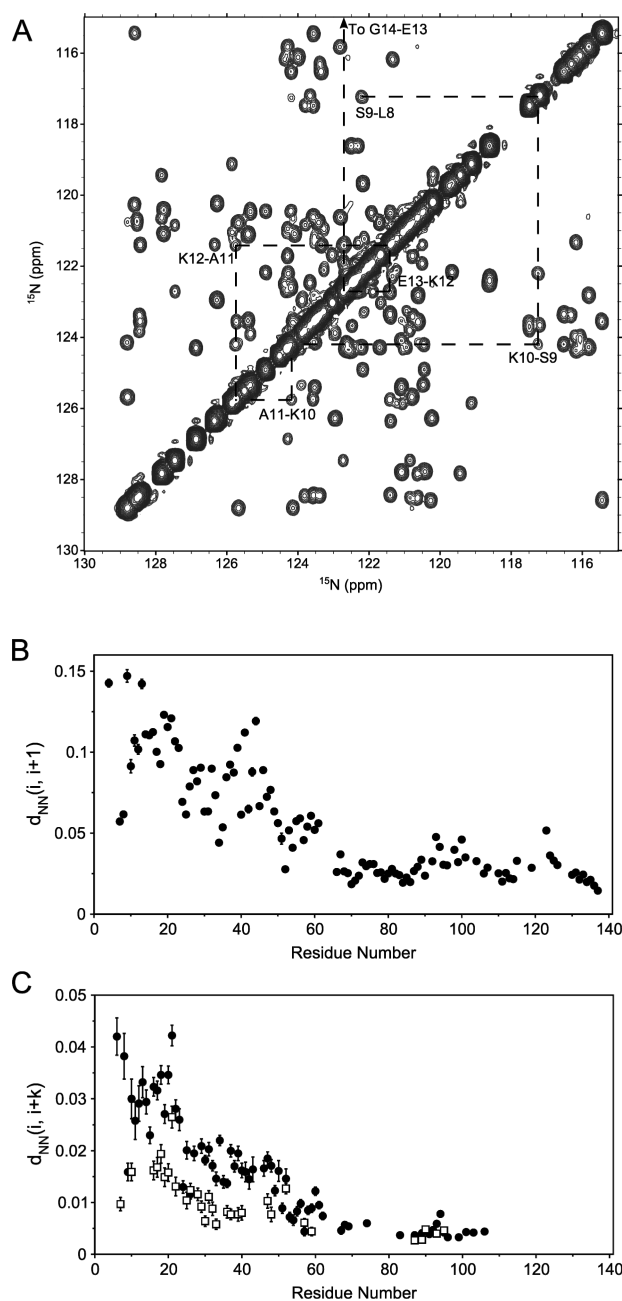 A
To G14-E13
S9-L8
K12-A11
E13-K12
K10-S9
A11-K10
116
118
120
122
124
126
128
130
¹⁵N (ppm)
130 128 126 124 122 120 118 116
¹⁵N (ppm)
B
0.15
0.1
0.05
0
d_NN(i, i+1)
0 20 40 60 80 100 120 140
Residue Number
C
0.05
0.04
0.03
0.02
0.01
0
d_NN(i, i+k)
0 20 40 60 80 100 120 140
Residue Number